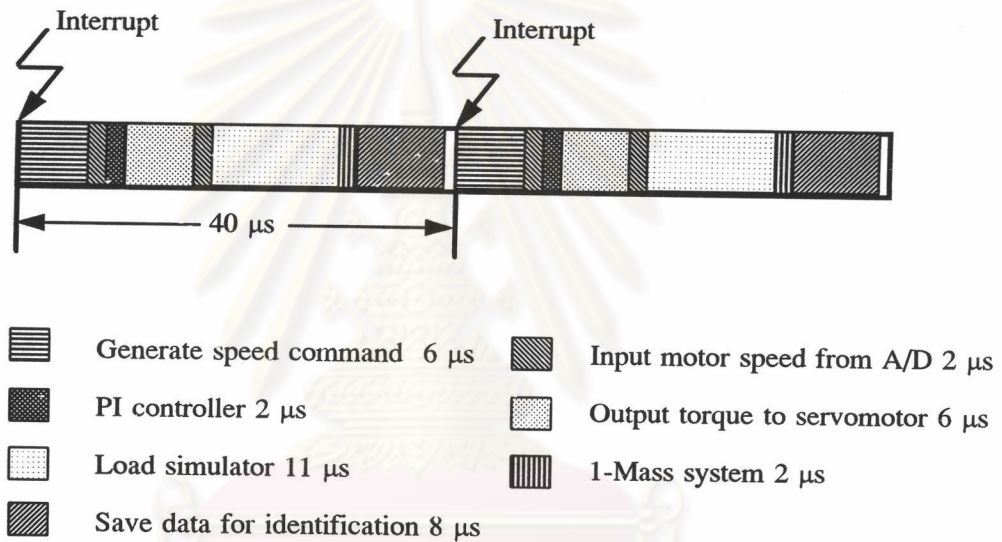 Interrupt
Interrupt
40 μs
Generate speed command 6 μs
Input motor speed from A/D 2 μs
PI controller 2 μs
Output torque to servomotor 6 μs
Load simulator 11 μs
1-Mass system 2 μs
Save data for identification 8 μs